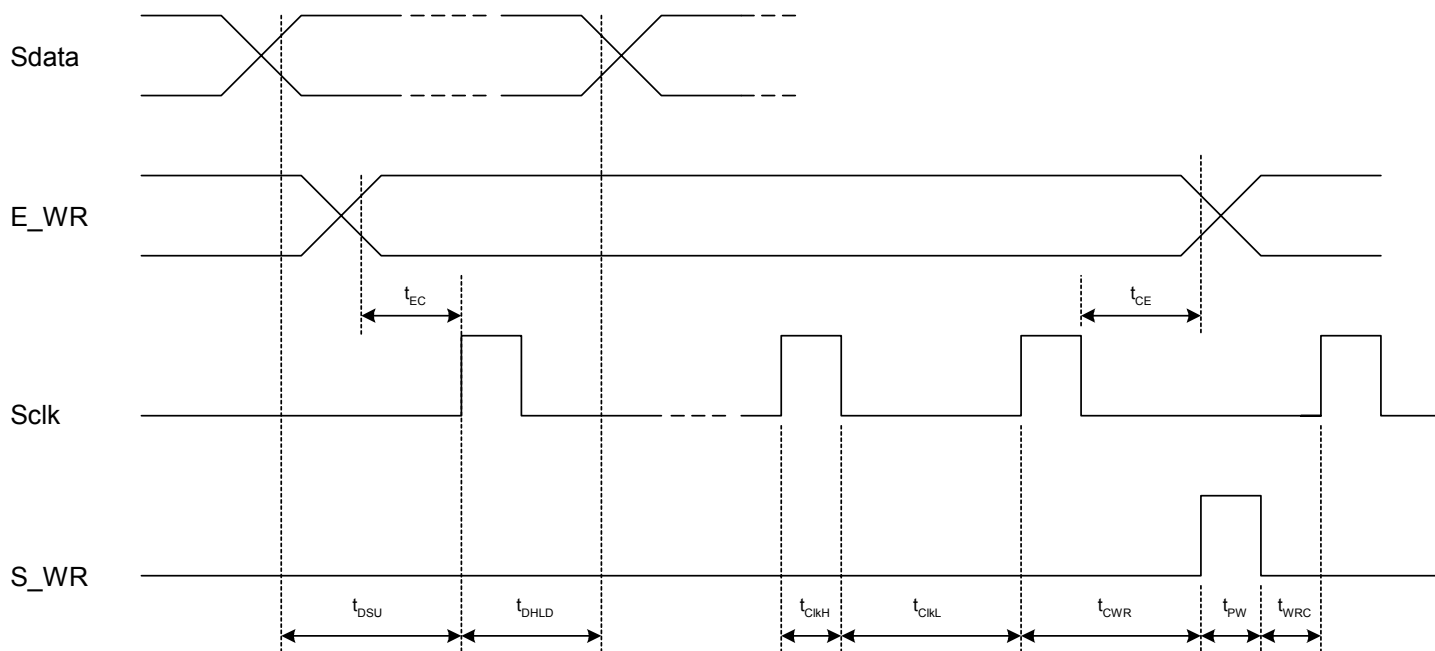 Sdata
E_WR
tEC
tCE
Sclk
S_WR
tDSU
tDHLD
tClkH
tClkL
tCWR
tPW
tWRC